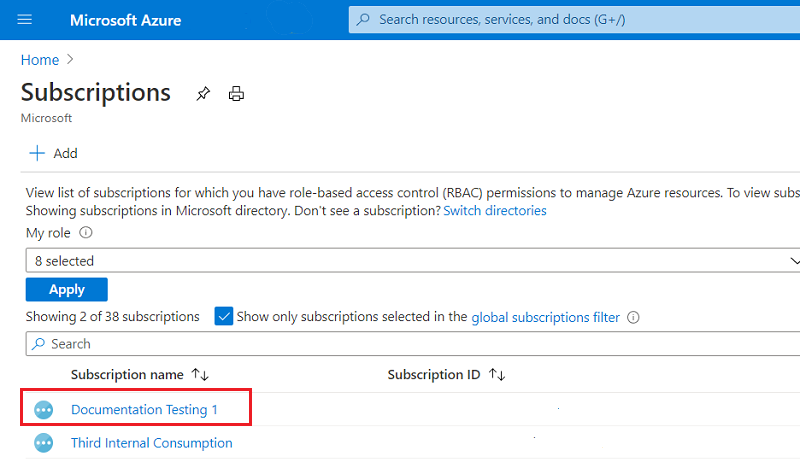 Microsoft Azure
Search resources, services, and docs (G+/)
Home >
Subscriptions
Microsoft
+ Add
View list of subscriptions for which you have role-based access control (RBAC) permissions to manage Azure resources. To view subs
Showing subscriptions in Microsoft directory. Don't see a subscription? Switch directories
My role
8 selected
Apply
Showing 2 of 38 subscriptions Show only subscriptions selected in the global subscriptions filter
Search
Subscription name ↑↓ Subscription ID ↑↓
Documentation Testing 1
Third Internal Consumption